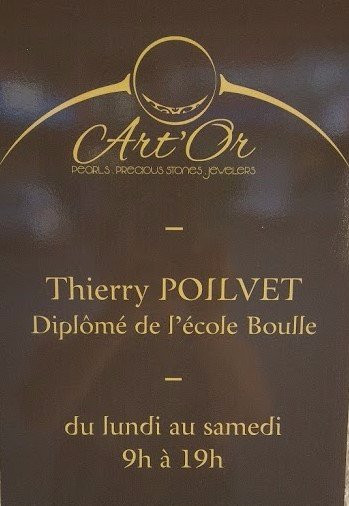 Art'Or
PEARLS . PRECIOUS STONES . JEWELERS
Thierry POILVET
Diplômé de l'école Boulle
du lundi au samedi
9h à 19h